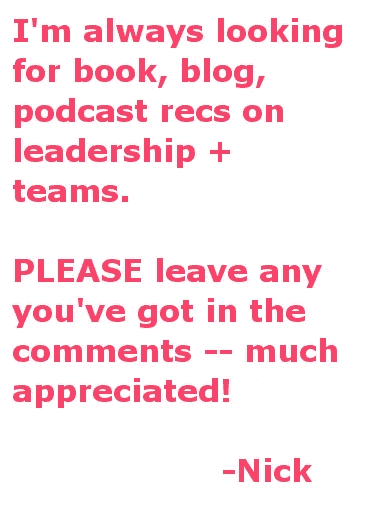 I'm always looking
for book, blog,
podcast recs on
leadership +
teams.
PLEASE leave any
you've got in the
comments -- much
appreciated!
-Nick